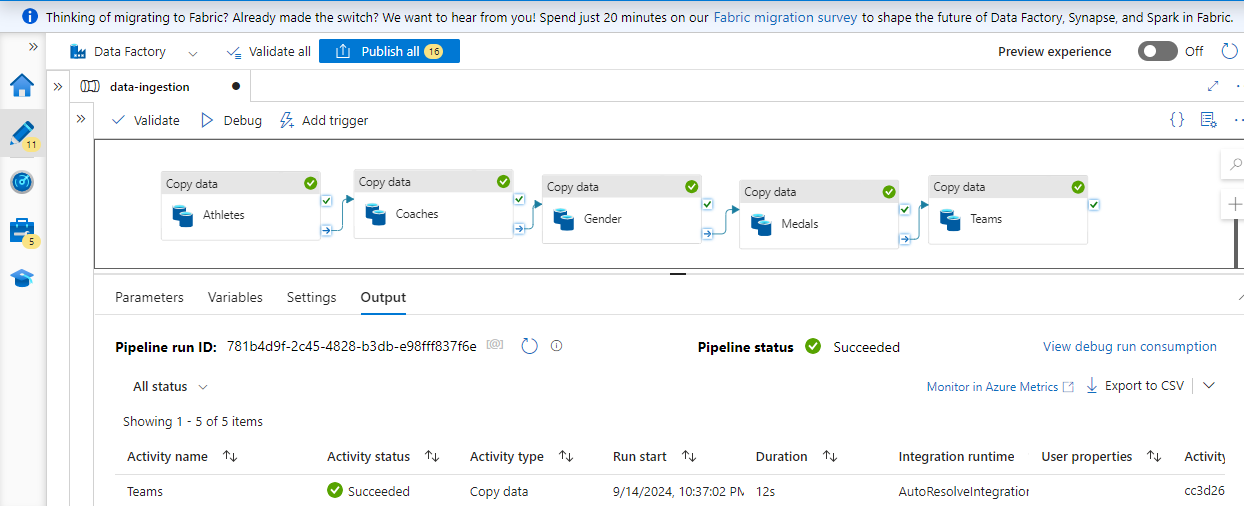 Thinking of migrating to Fabric? Already made the switch? We want to hear from you! Spend just 20 minutes on our Fabric migration survey to shape the future of Data Factory, Synapse, and Spark in Fabric.
Data Factory Validate all Publish all 16 Preview experience Off
data-ingestion
Validate Debug Add trigger {}
11
5
Copy data Copy data Copy data Copy data Copy data
Athletes Coaches Gender Medals Teams
Parameters Variables Settings Output
Pipeline run ID: 781b4d9f-2c45-4828-b3db-e98fff837f6e Pipeline status Succeeded View debug run consumption
All status Monitor in Azure Metrics Export to CSV
Showing 1 - 5 of 5 items
Activity name Activity status Activity type Run start Duration Integration runtime User properties Activity
Teams Succeeded Copy data 9/14/2024, 10:37:02 PM 12s AutoResolveIntegration cc3d26